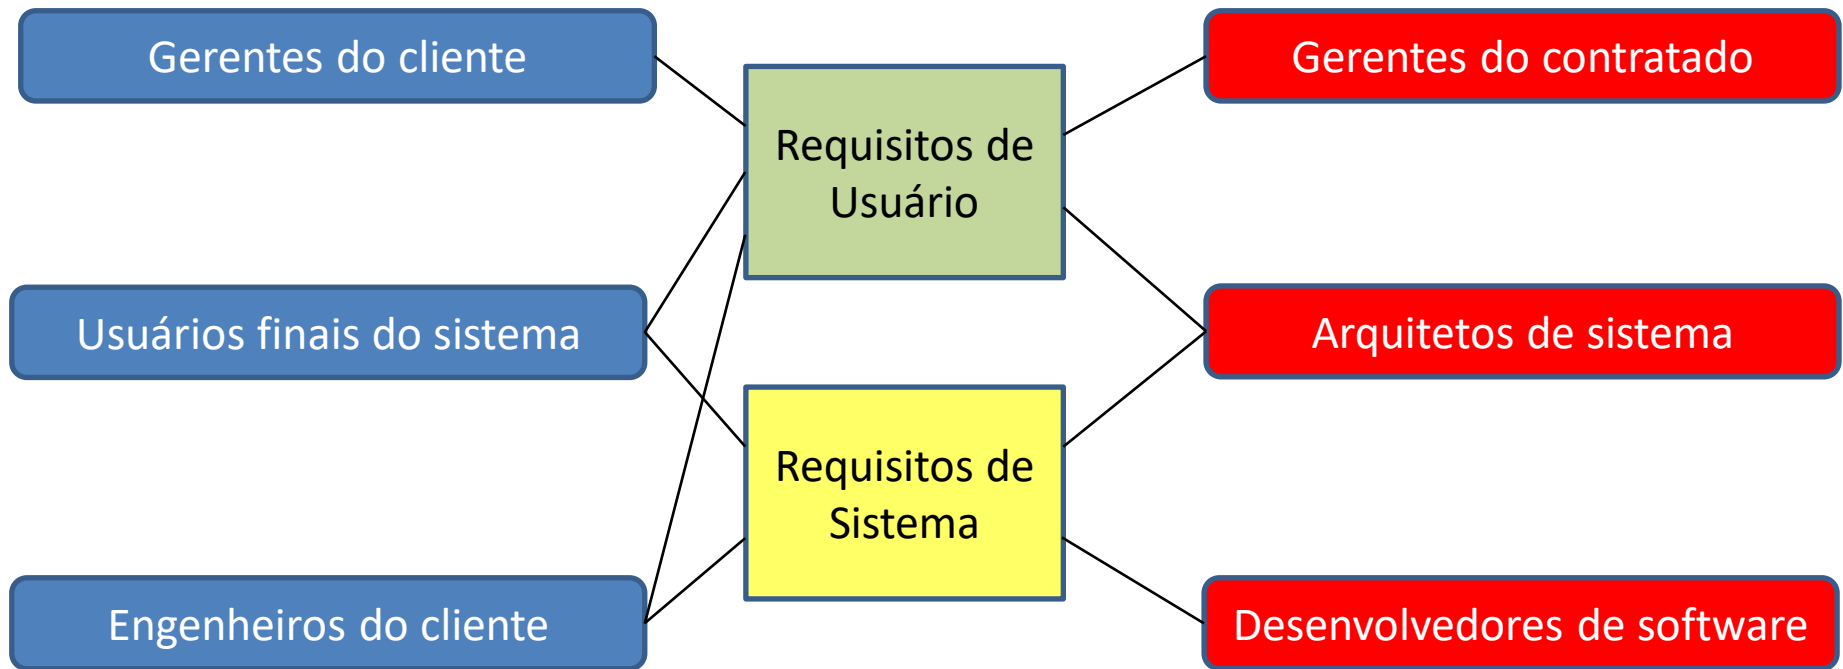 Gerentes do cliente
Gerentes do contratado
Requisitos de
Usuário
Usuários finais do sistema
Arquitetos de sistema
Requisitos de
Sistema
Engenheiros do cliente
Desenvolvedores de software